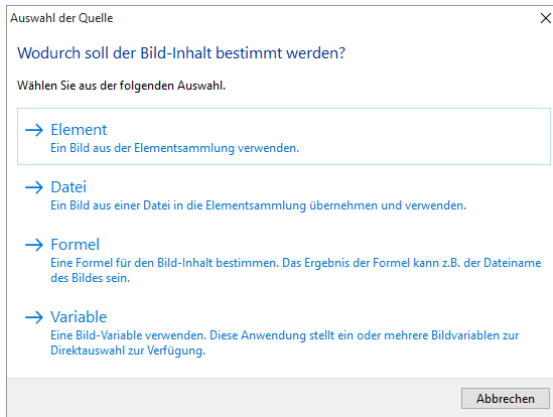 Auswahl der Quelle
Wodurch soll der Bild-Inhalt bestimmt werden?
Wählen Sie aus der folgenden Auswahl.
Element
Ein Bild aus der Elementsammlung verwenden.
Datei
Ein Bild aus einer Datei in die Elementsammlung übernehmen und verwenden.
Formel
Eine Formel für den Bild-Inhalt bestimmen. Das Ergebnis der Formel kann z.B. der Dateiname
des Bildes sein.
Variable
Eine Bild-Variable verwenden. Diese Anwendung stellt ein oder mehrere Bildvariablen zur
Direktauswahl zur Verfügung.
Abbrechen